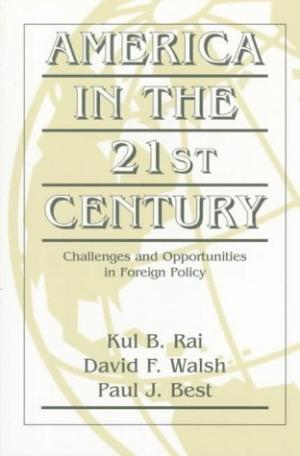 AMERICA
IN THE
21ST
CENTURY
Challenges and Opportunities
in Foreign Policy
Kul B. Rai
David F. Walsh
Paul J. Best